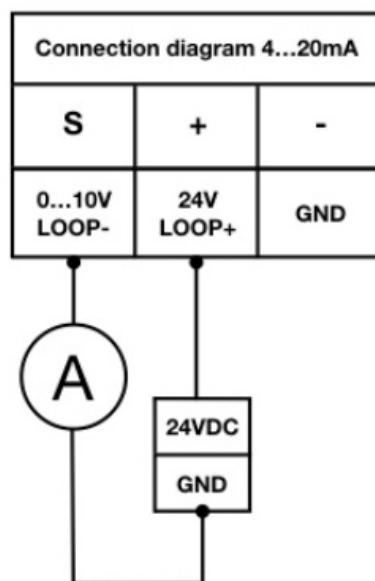 Connection diagram 4...20mA
S + -
0...10V 24V GND
LOOP- LOOP+
A
24VDC
GND